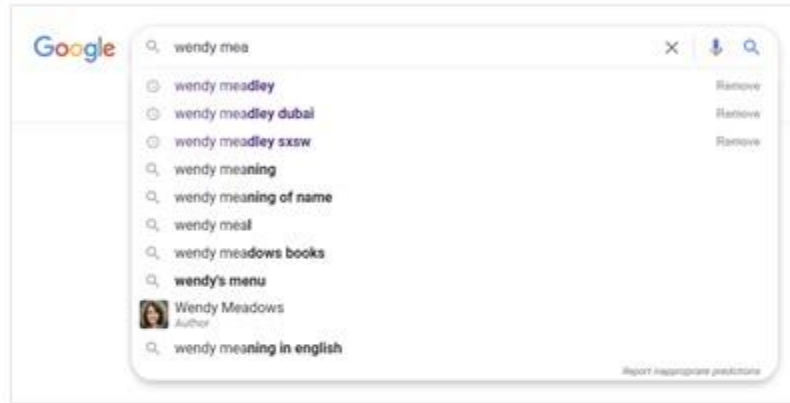 Google
wendy mea
wendy meadley Remove
wendy meadley dubai Remove
wendy meadley sxsw Remove
wendy meaning
wendy meaning of name
wendy meal
wendy meadows books
wendy's menu
Wendy Meadows
Author
wendy meaning in english
Report inappropriate predictions